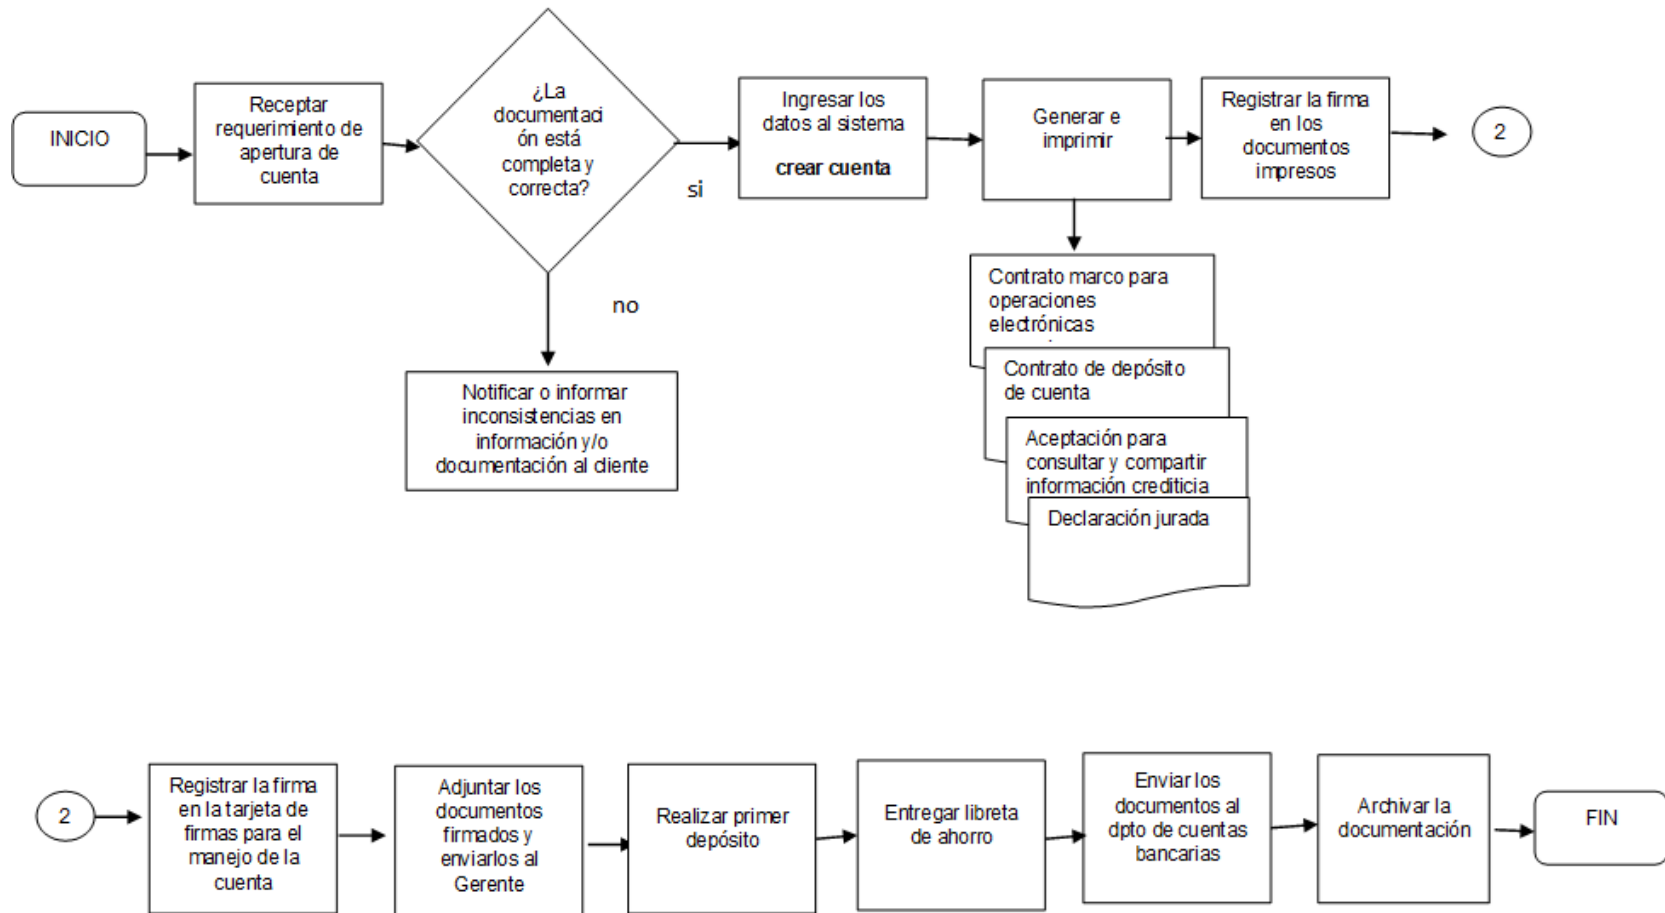 INICIO
Receptar
requerimiento de
apertura de
cuenta
¿La
documentaci
ón está
completa y
correcta?
si
no
Notificar o informar
inconsistencias en
información y/o
documentación al cliente
Ingresar los
datos al sistema
crear cuenta
Generar e
imprimir
Registrar la firma
en los
documentos
impresos
2
Contrato marco para
operaciones
electrónicas
Contrato de depósito
de cuenta
Aceptación para
consultar y compartir
información crediticia
Declaración jurada
2
Registrar la firma
en la tarjeta de
firmas para el
manejo de la
cuenta
Adjuntar los
documentos
firmados y
enviarlos al
Gerente
Realizar primer
depósito
Entregar libreta
de ahorro
Enviar los
documentos al
dpto de cuentas
bancarias
Archivar la
documentación
FIN